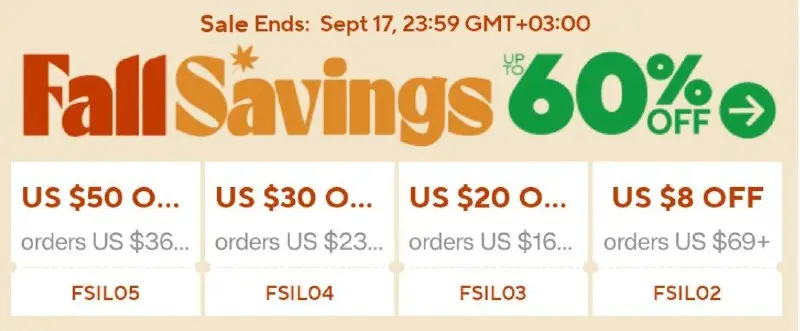 Sale Ends: Sept 17, 23:59 GMT+03:00
Fall Savings UP TO 60% OFF
US $50 O... US $30 O... US $20 O... US $8 OFF
orders US $36... orders US $23... orders US $16... orders US $69+
FSIL05 FSIL04 FSIL03 FSIL02